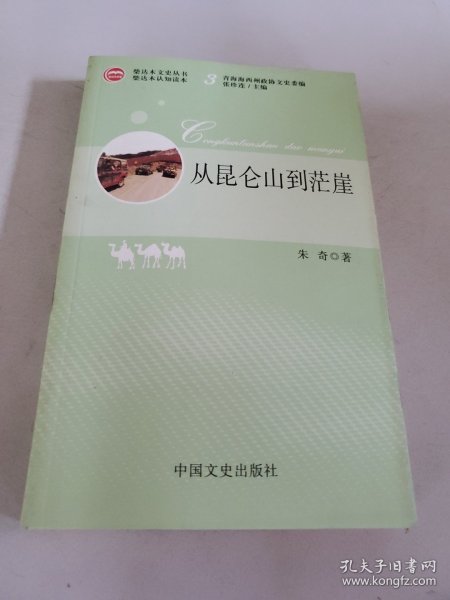 柴达木文史丛书
柴达木认知读本
3
青海海西州政协文史委编
张珍连/主编
Congkunlunshan dao mangai
从昆仑山到茫崖
朱 奇◎著
中国文史出版社
孔夫子旧书网
www.kongfz.com